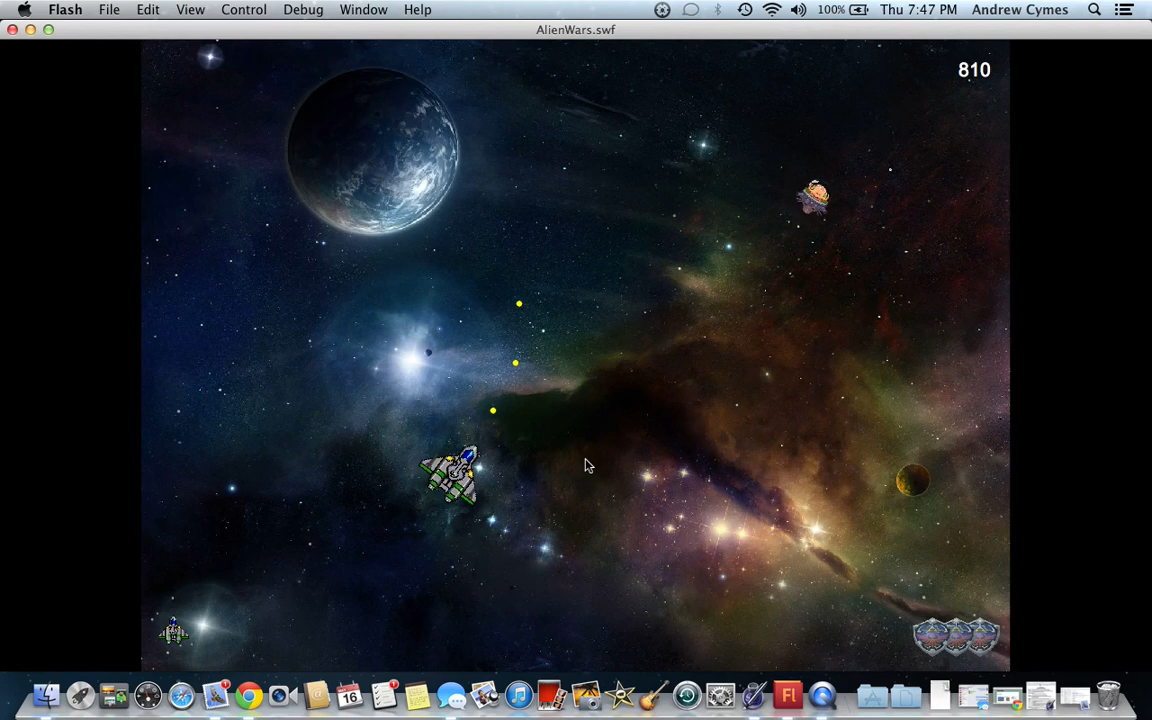 Flash File Edit View Control Debug Window Help 100% Thu 7:47 PM Andrew Cymes
AlienWars.swf
810
16
Fl